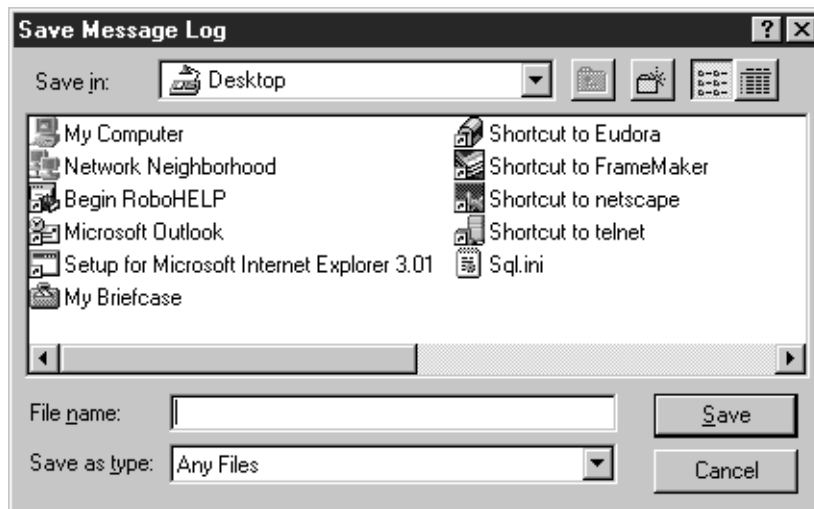 Save Message Log
Save in:
Desktop
My Computer
Network Neighborhood
Begin RoboHELP
Microsoft Outlook
Setup for Microsoft Internet Explorer 3.01
My Briefcase
Shortcut to Eudora
Shortcut to FrameMaker
Shortcut to netscape
Shortcut to telnet
Sql.ini
File name:
Save
Save as type:
Any Files
Cancel